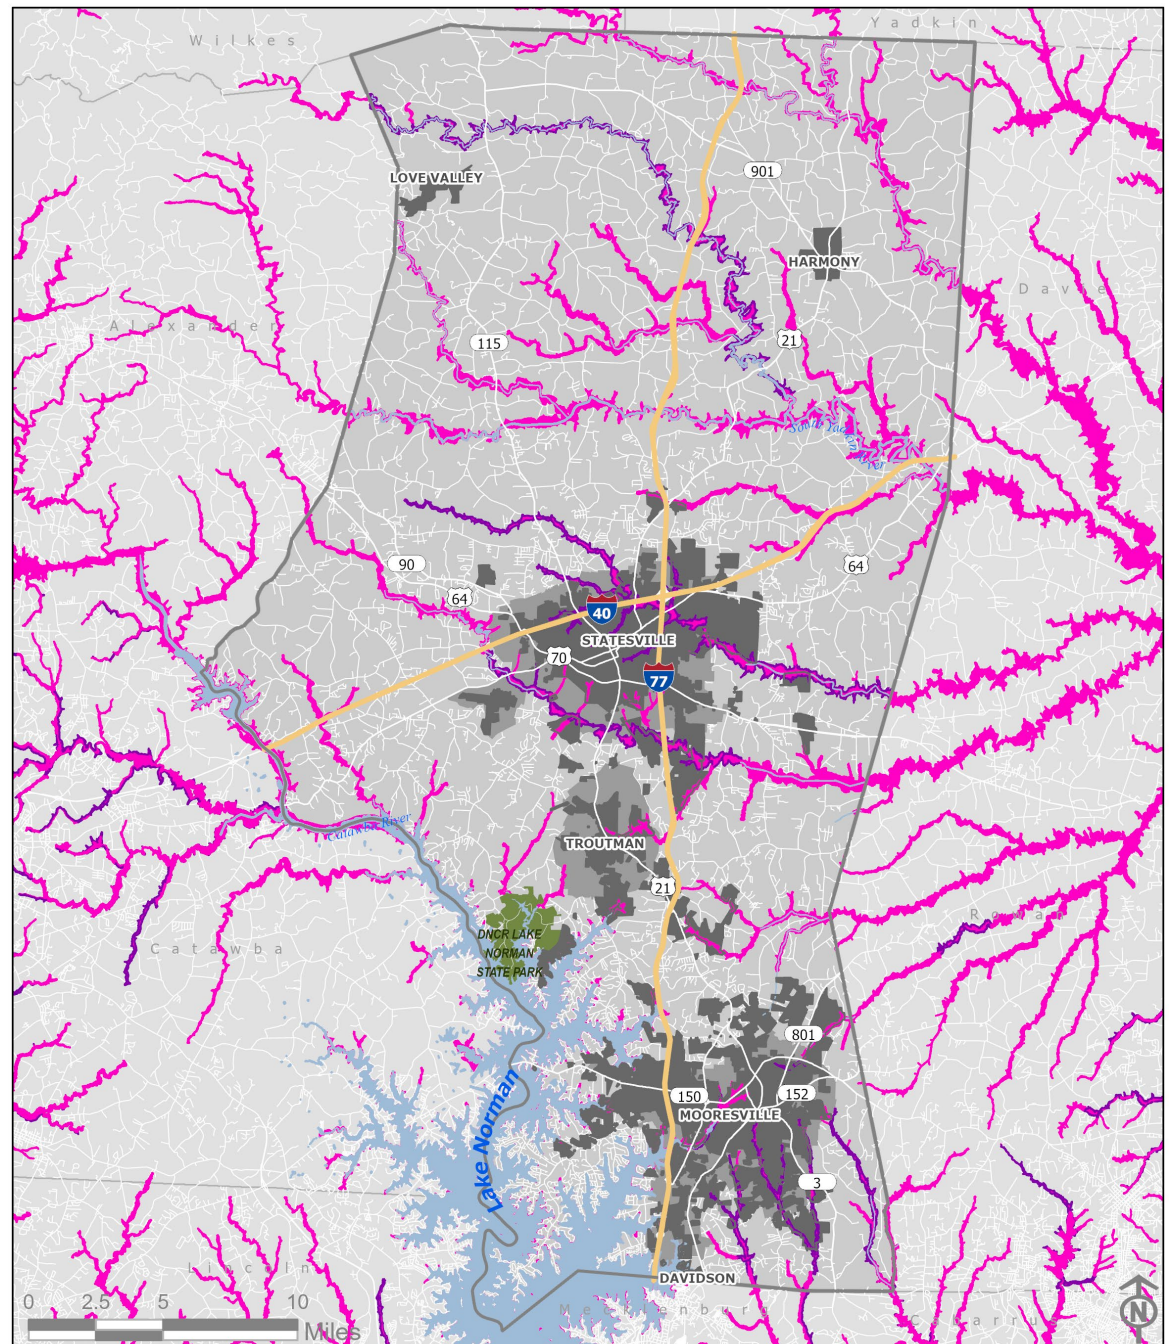 Yadkin
Wilkes
901
LOVE VALLEY
HARMONY
Davie
Alexander
115
21
South Yadkin
River
90
64
64
40
STATESVILLE
70
77
Catawba River
TROUTMAN
21
Rowan
DNCR LAKE
NORMAN
STATE PARK
Catawba
801
Lake Norman
150
152
MOORESVILLE
3
Lincoln
DAVIDSON
Mecklenburg
Cabarrus
N
0 2.5 5 10
Miles